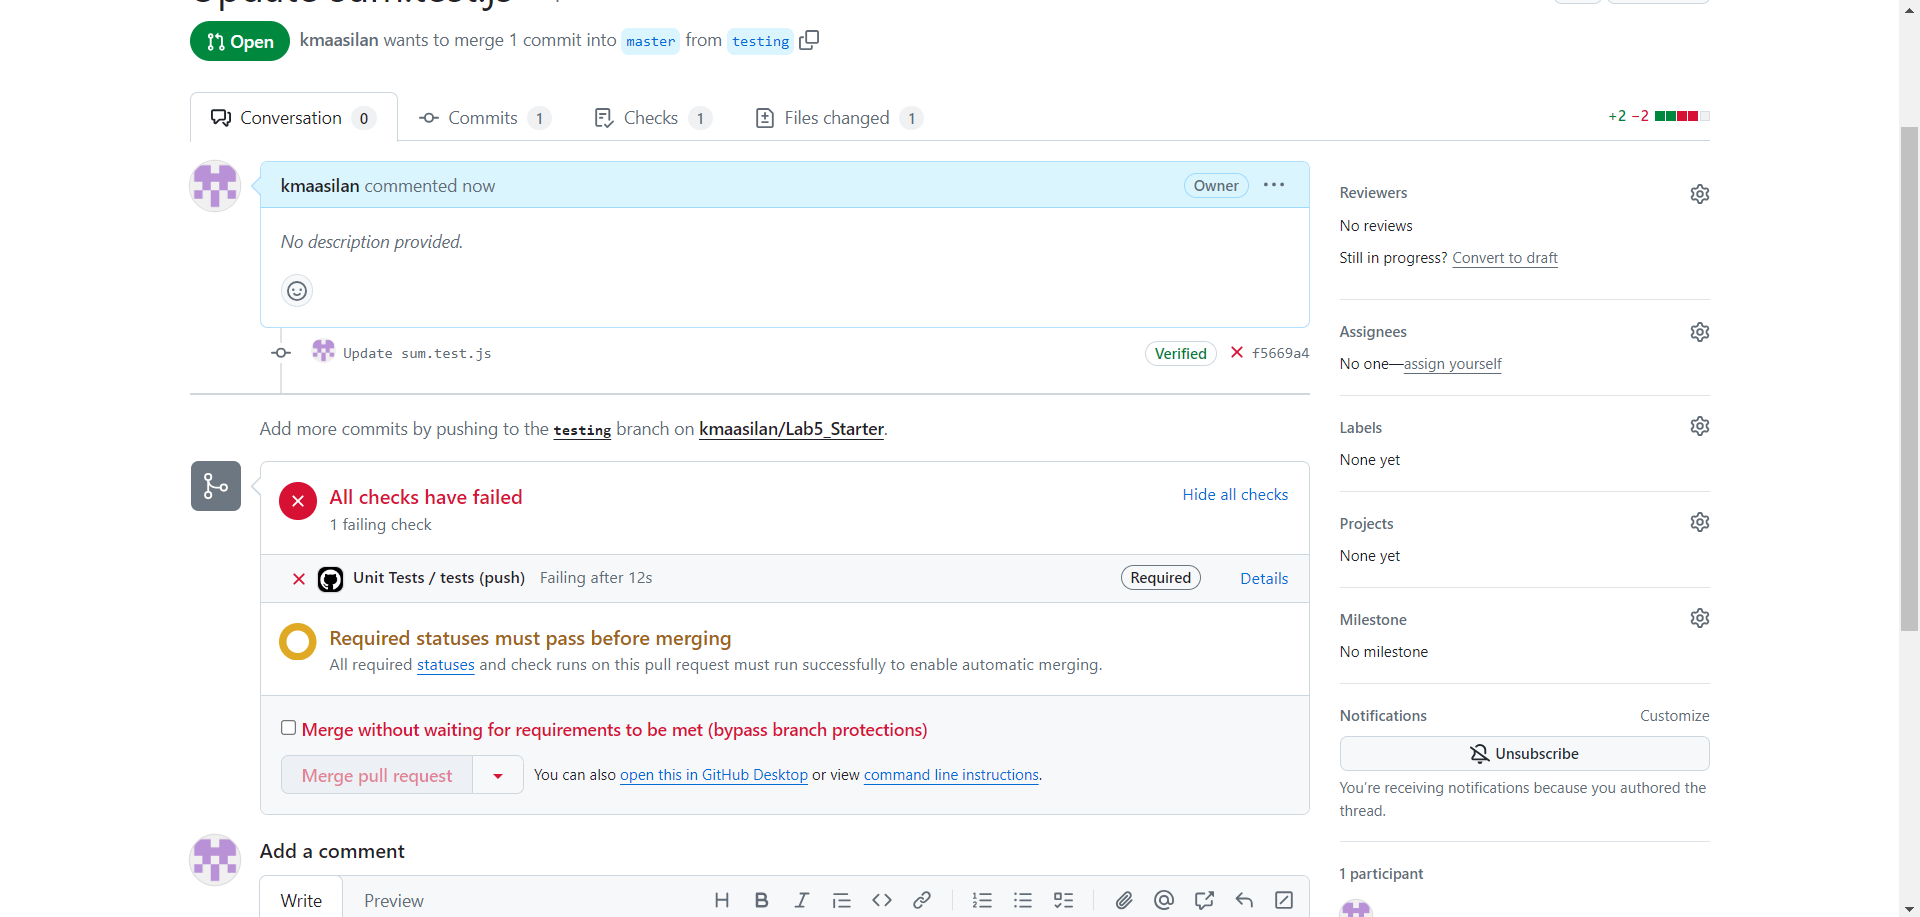 Update sum.test.js
Open kmaasilan wants to merge 1 commit into master from testing
Conversation 0 Commits 1 Checks 1 Files changed 1 +2 −2
kmaasilan commented now Owner
No description provided.
Update sum.test.js Verified f5669a4
Add more commits by pushing to the testing branch on kmaasilan/Lab5_Starter.
All checks have failed Hide all checks
1 failing check
Unit Tests / tests (push) Failing after 12s Required Details
Required statuses must pass before merging
All required statuses and check runs on this pull request must run successfully to enable automatic merging.
Merge without waiting for requirements to be met (bypass branch protections)
Merge pull request You can also open this in GitHub Desktop or view command line instructions.
Add a comment
Write Preview
Reviewers
No reviews
Still in progress? Convert to draft
Assignees
No one—assign yourself
Labels
None yet
Projects
None yet
Milestone
No milestone
Notifications Customize
Unsubscribe
You're receiving notifications because you authored the
thread.
1 participant